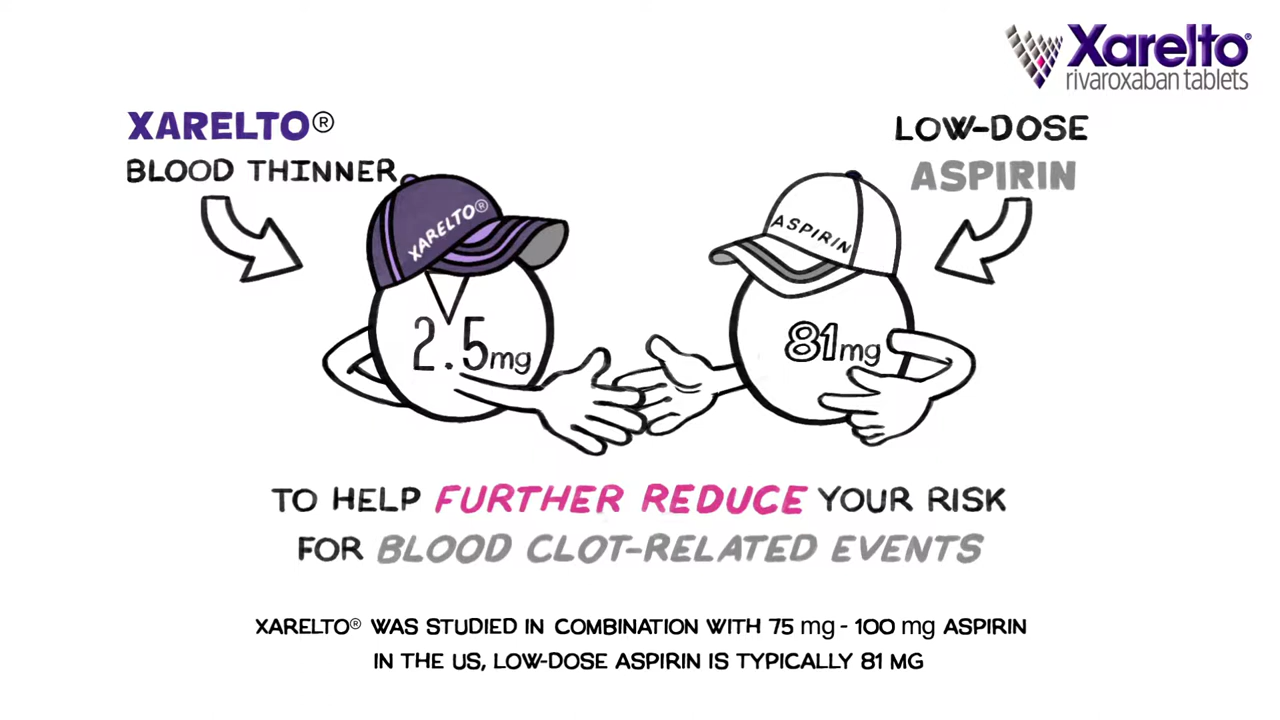 Xarelto®
rivaroxaban tablets
XARELTO®
BLOOD THINNER
LOW-DOSE
ASPIRIN
XARELTO®
ASPIRIN
2.5mg
81mg
TO HELP FURTHER REDUCE YOUR RISK
FOR BLOOD CLOT-RELATED EVENTS
XARELTO® WAS STUDIED IN COMBINATION WITH 75 mg - 100 mg ASPIRIN
IN THE US, LOW-DOSE ASPIRIN IS TYPICALLY 81 MG